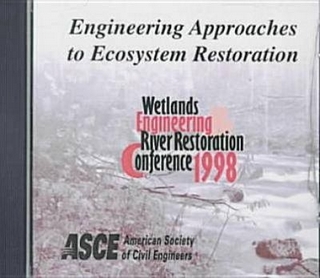 Engineering Approaches
to Ecosystem Restoration
Wetlands
Engineering &
River Restoration
Conference 1998
ASCE American Society
of Civil Engineers